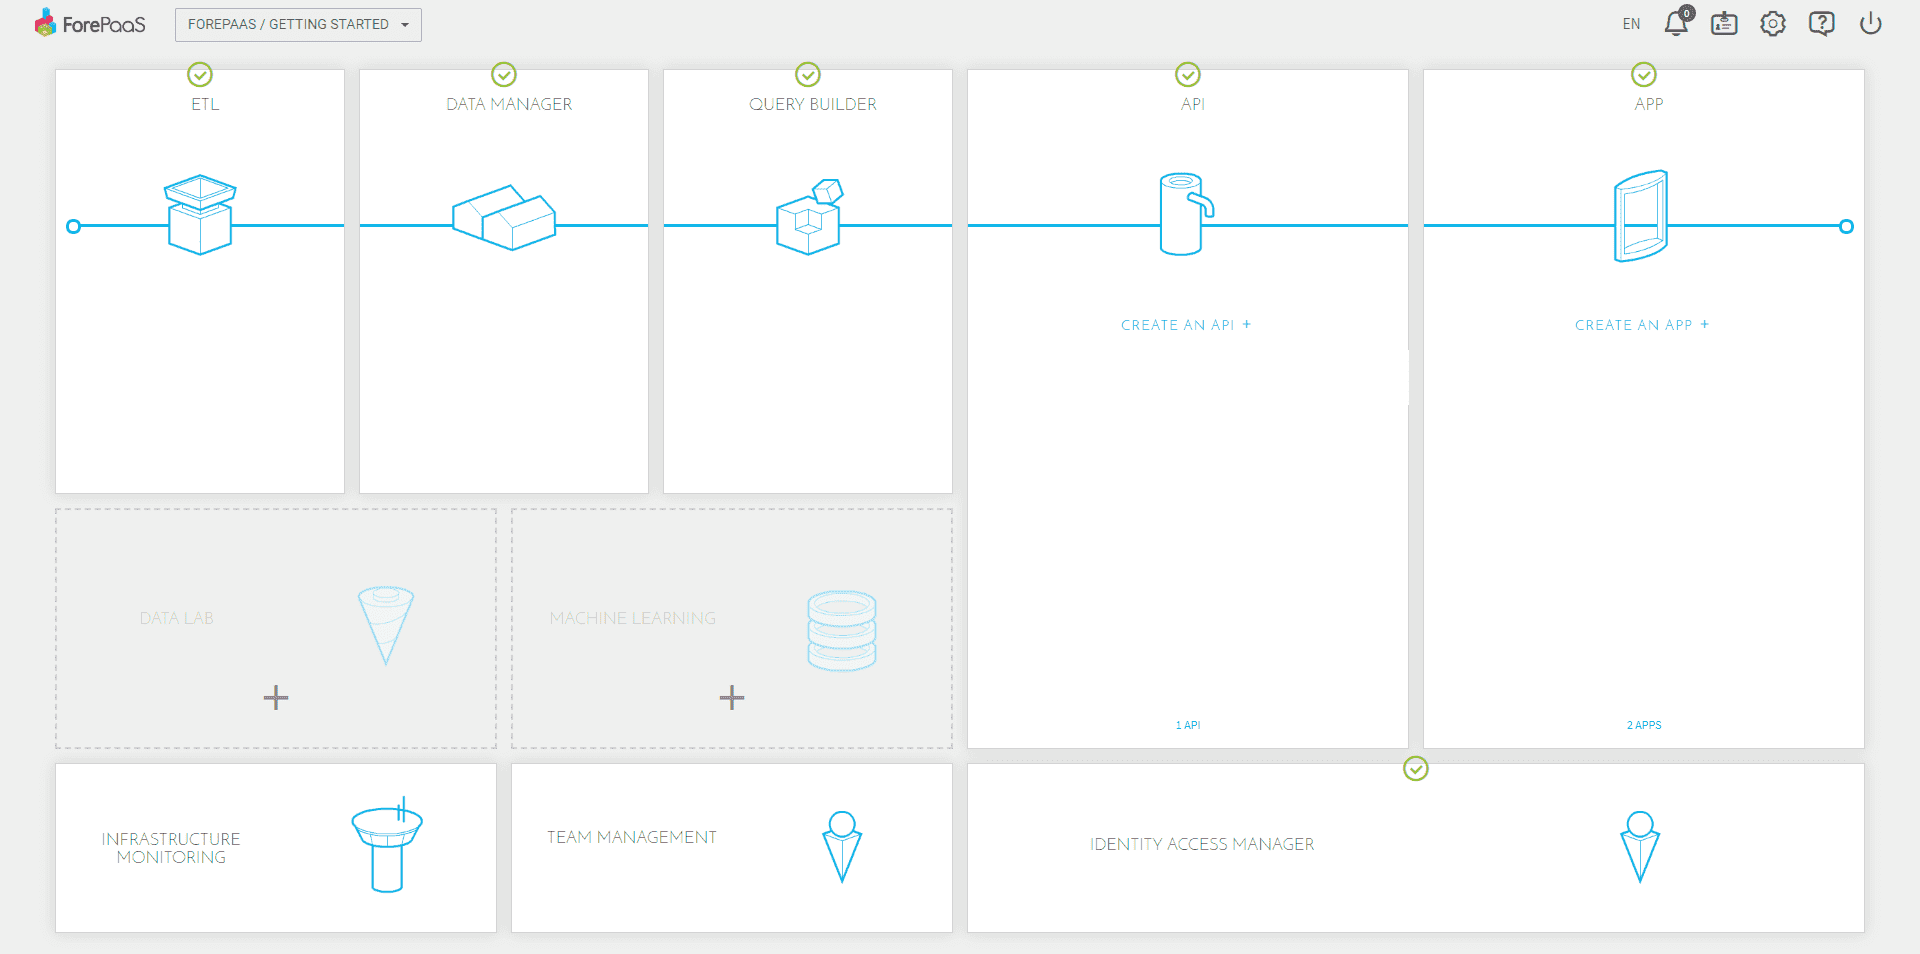 ForePaaS
FOREPAAS / GETTING STARTED
EN
0
ETL
DATA MANAGER
QUERY BUILDER
API
APP
CREATE AN API +
CREATE AN APP +
DATA LAB
MACHINE LEARNING
1 API
2 APPS
INFRASTRUCTURE
MONITORING
TEAM MANAGEMENT
IDENTITY ACCESS MANAGER